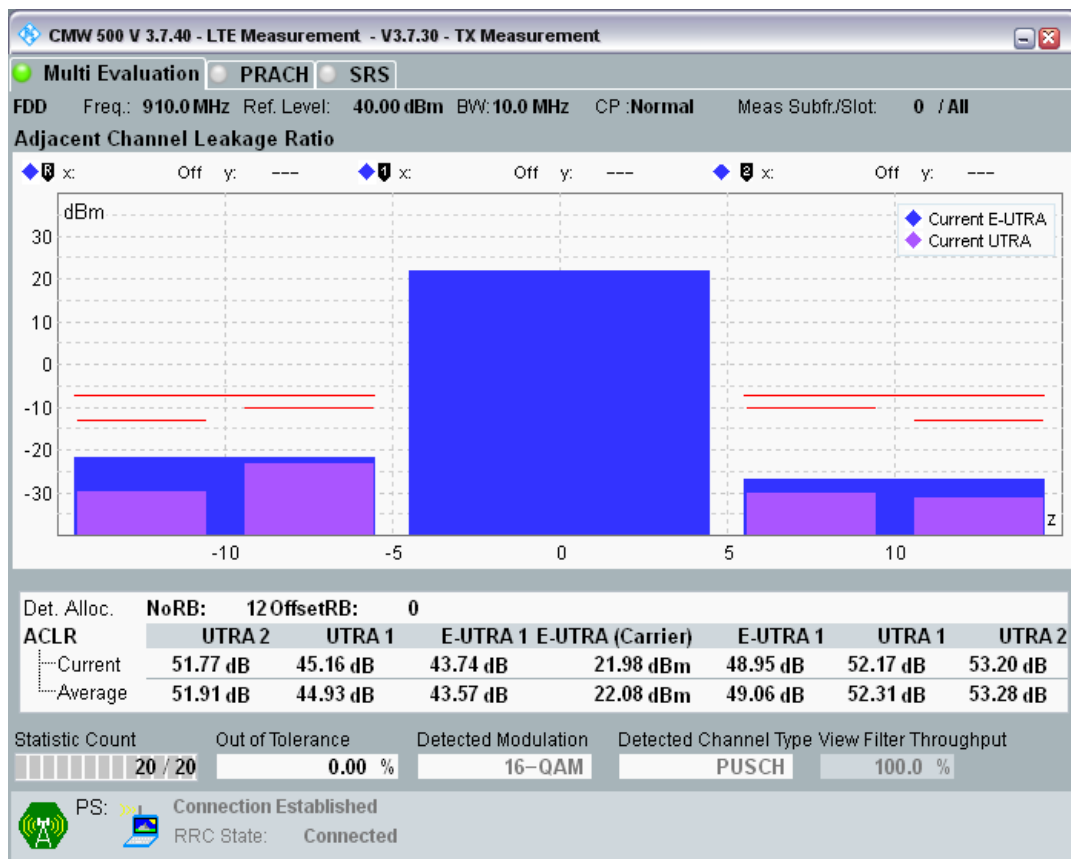 CMW 500 V 3.7.40 - LTE Measurement - V3.7.30 - TX Measurement
Multi Evaluation PRACH SRS
FDD Freq.: 910.0 MHz Ref. Level: 40.00 dBm BW: 10.0 MHz CP :Normal Meas Subfr./Slot: 0 / All
Adjacent Channel Leakage Ratio
R x: Off y: --- 1 x: Off y: --- 2 x: Off y: ---
dBm
Current E-UTRA
Current UTRA
30
20
10
0
-10
-20
-30
z
-10 -5 0 5 10
Det. Alloc. NoRB: 12 OffsetRB: 0
ACLR UTRA 2 UTRA 1 E-UTRA 1 E-UTRA (Carrier) E-UTRA 1 UTRA 1 UTRA 2
Current 51.77 dB 45.16 dB 43.74 dB 21.98 dBm 48.95 dB 52.17 dB 53.20 dB
Average 51.91 dB 44.93 dB 43.57 dB 22.08 dBm 49.06 dB 52.31 dB 53.28 dB
Statistic Count Out of Tolerance Detected Modulation Detected Channel Type View Filter Throughput
20 / 20 0.00 % 16-QAM PUSCH 100.0 %
PS: Connection Established
RRC State: Connected